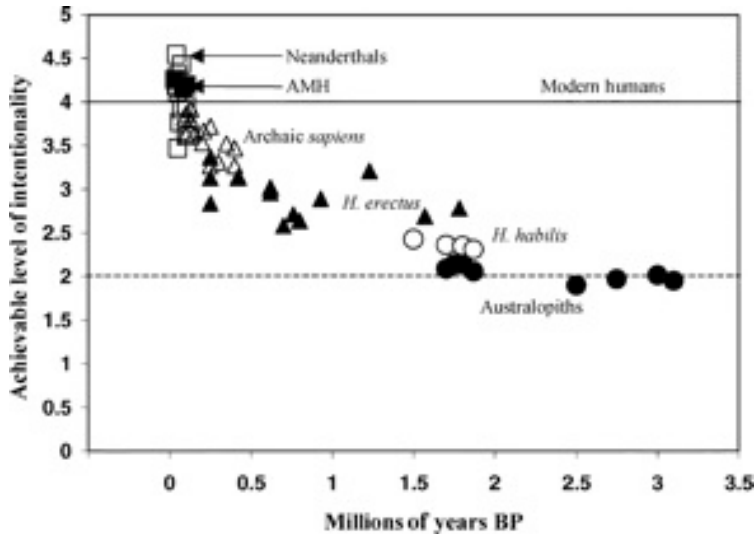 5
4.5
4
3.5
3
2.5
2
1.5
1
0.5
0
Achievable level of intentionality
Neanderthals
AMH
Modern humans
Archaic sapiens
H. erectus
H. habilis
Australopiths
0 0.5 1 1.5 2 2.5 3 3.5
Millions of years BP